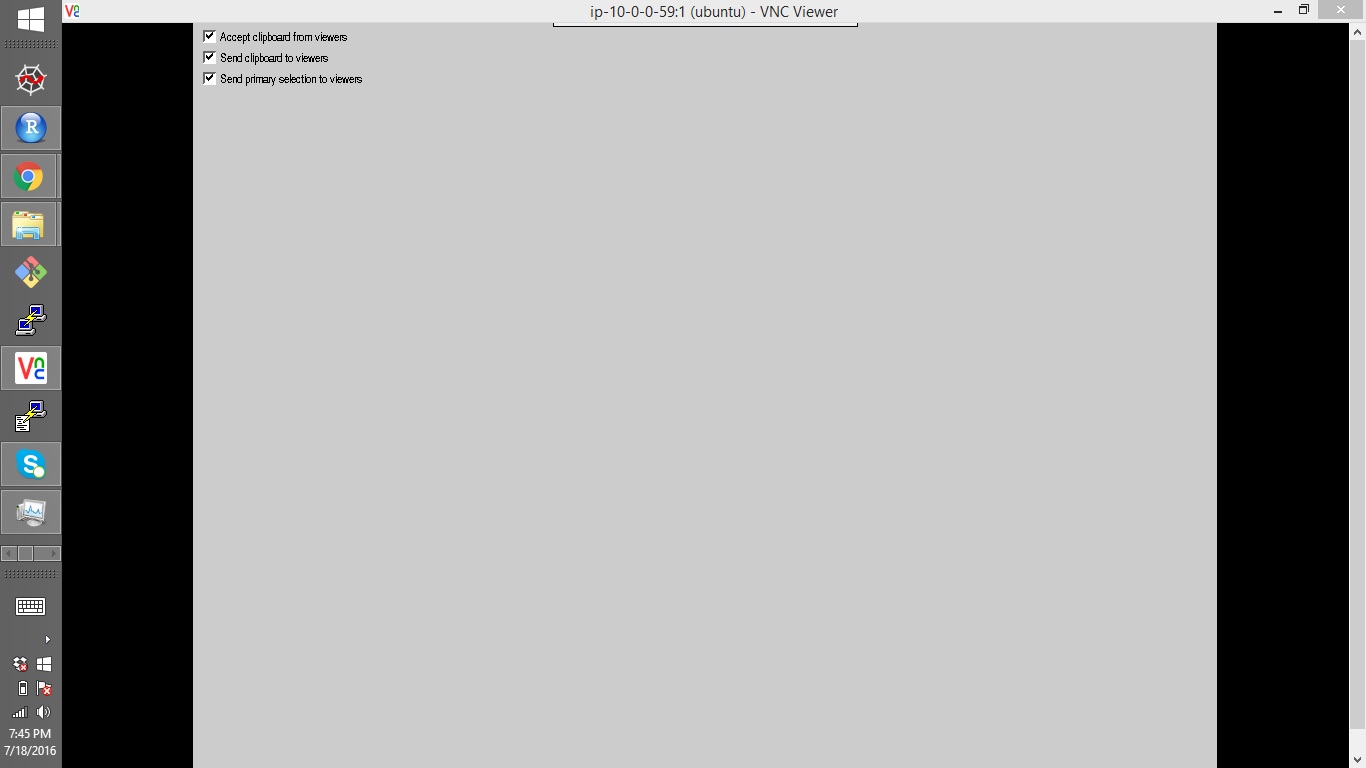 ip-10-0-0-59:1 (ubuntu) - VNC Viewer
Accept clipboard from viewers
Send clipboard to viewers
Send primary selection to viewers
R
VNC
S
7:45 PM
7/18/2016